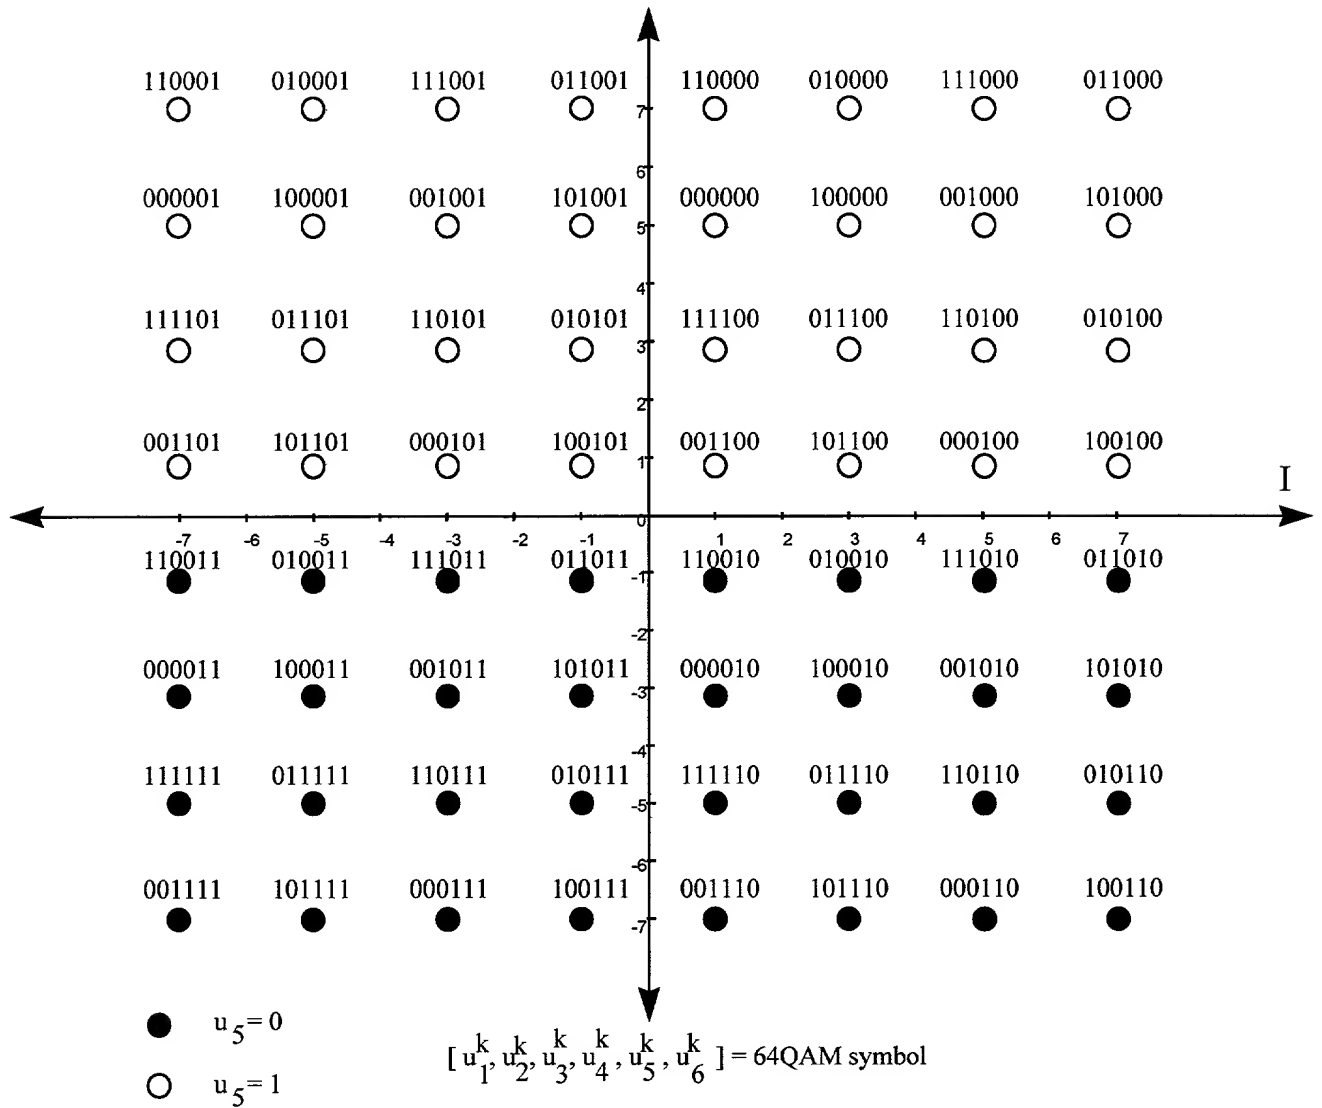 110001 010001 111001 011001 110000 010000 111000 011000
7
6
000001 100001 001001 101001 000000 100000 001000 101000
5
4
111101 011101 110101 010101 111100 011100 110100 010100
3
2
001101 101101 000101 100101 001100 101100 000100 100100
1
I
0
-7 -6 -5 -4 -3 -2 -1 1 2 3 4 5 6 7
110011 010011 111011 011011 110010 010010 111010 011010
-1
-2
000011 100011 001011 101011 000010 100010 001010 101010
-3
-4
111111 011111 110111 010111 111110 011110 110110 010110
-5
-6
001111 101111 000111 100111 001110 101110 000110 100110
-7
u5 = 0
[ u1k, u2k, u3k, u4k , u5k , u6k ] = 64QAM symbol
u5 = 1